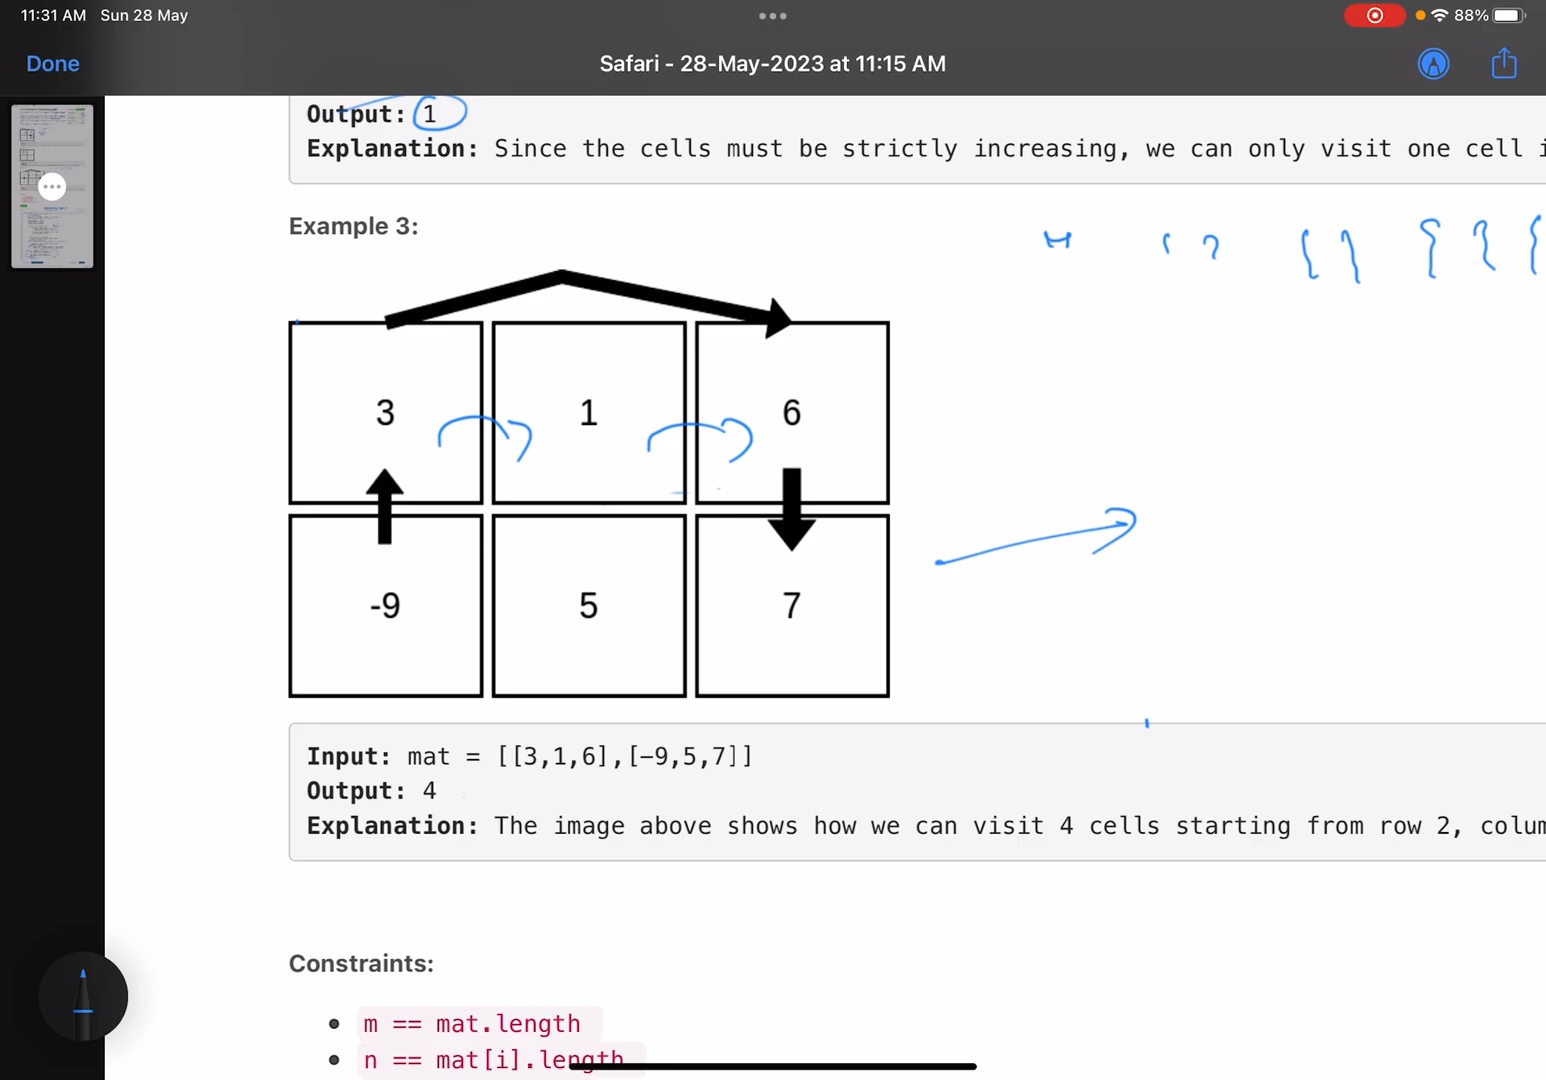 11:31 AM Sun 28 May
88%
Done
Safari - 28-May-2023 at 11:15 AM
Output: 1
Explanation: Since the cells must be strictly increasing, we can only visit one cell i
Example 3:
3 1 6
-9 5 7
Input: mat = [[3,1,6],[-9,5,7]]
Output: 4
Explanation: The image above shows how we can visit 4 cells starting from row 2, colum
Constraints:
m == mat.length
n == mat[i].length